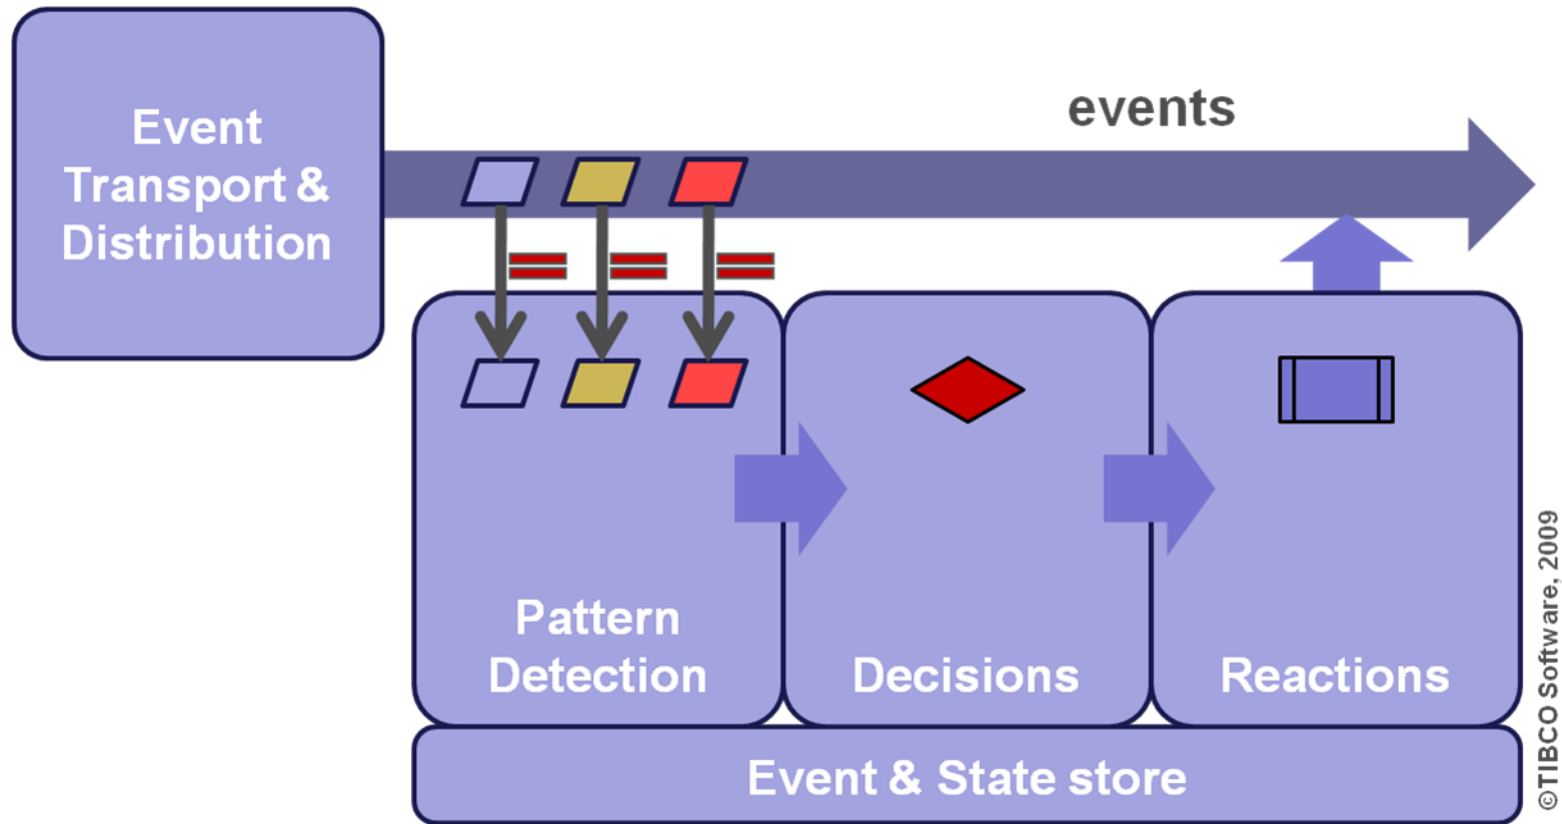 Event
Transport &
Distribution
events
Pattern
Detection
Decisions
Reactions
Event & State store
©TIBCO Software, 2009